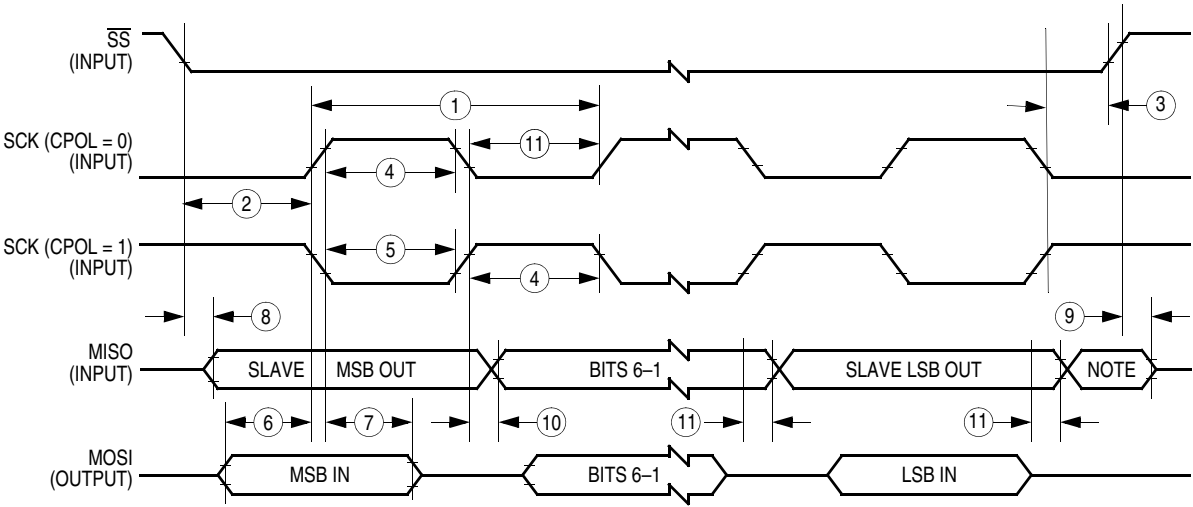 SS
(INPUT)
1
3
SCK (CPOL = 0)
(INPUT)
11
4
2
SCK (CPOL = 1)
(INPUT)
5
4
8
9
MISO
(INPUT)
SLAVE MSB OUT
BITS 6–1
SLAVE LSB OUT
NOTE
6
7
10
11
11
MOSI
(OUTPUT)
MSB IN
BITS 6–1
LSB IN